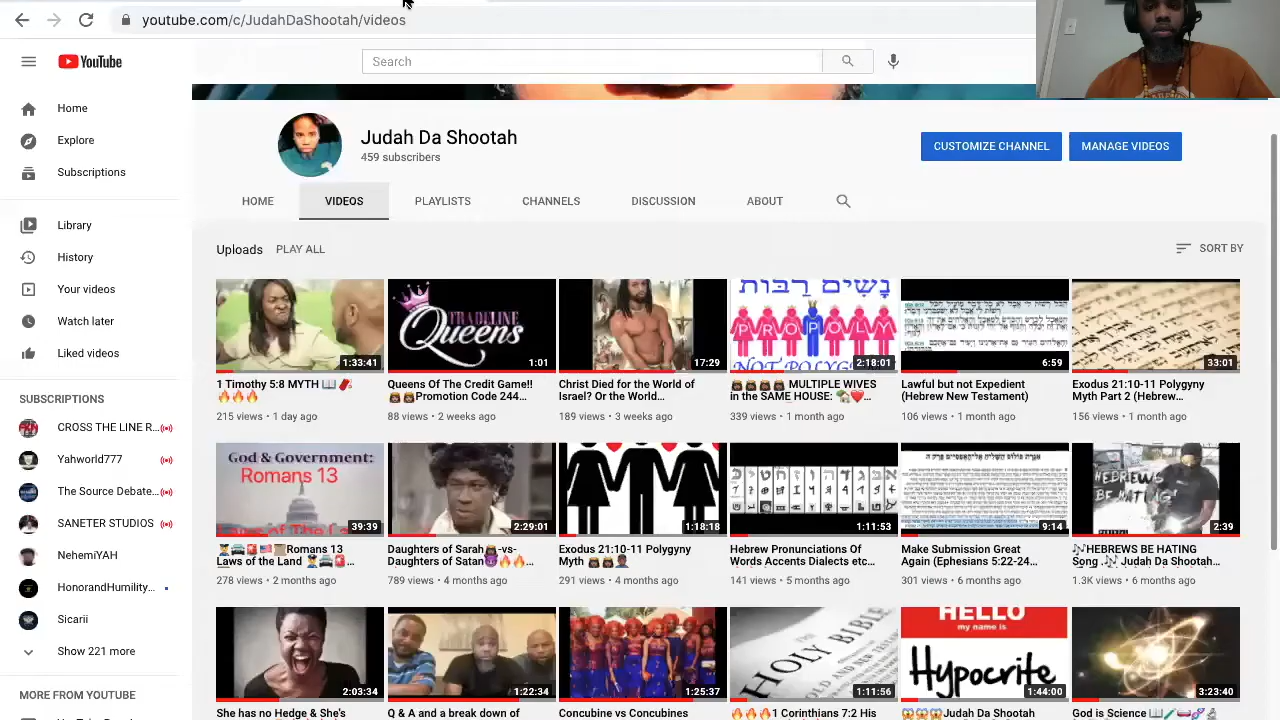 youtube.com/c/JudahDaShootah/videos
YouTube
Search
Home
Explore
Subscriptions
Library
History
Your videos
Watch later
Liked videos
SUBSCRIPTIONS
CROSS THE LINE R...
Yahworld777
The Source Debate...
SANETER STUDIOS
NehemiYAH
HonorandHumility...
Sicarii
Show 221 more
MORE FROM YOUTUBE
Judah Da Shootah
459 subscribers
CUSTOMIZE CHANNEL
MANAGE VIDEOS
HOME
VIDEOS
PLAYLISTS
CHANNELS
DISCUSSION
ABOUT
Uploads
PLAY ALL
SORT BY
1:33:41
1 Timothy 5:8 MYTH 📖 🧨
🔥🔥🔥
215 views • 1 day ago
TRADELINE
Queens
1:01
Queens Of The Credit Game!!
👸🏾👸🏾Promotion Code 244...
88 views • 2 weeks ago
17:29
Christ Died for the World of
Israel? Or the World...
189 views • 3 weeks ago
נָשִׁים רַבּוֹת
PROPOLY
NOT POLYG
2:18:01
MULTIPLE WIVES
in the SAME HOUSE: 🏡❤️...
339 views • 1 month ago
6:59
Lawful but not Expedient
(Hebrew New Testament)
106 views • 1 month ago
33:01
Exodus 21:10-11 Polygyny
Myth Part 2 (Hebrew...
156 views • 1 month ago
God & Government:
Romans 13
39:39
Romans 13
Laws of the Land
278 views • 2 months ago
2:29:01
Daughters of Sarah -vs-
Daughters of Satan😈🔥🔥...
789 views • 4 months ago
1:18:18
Exodus 21:10-11 Polygyny
Myth
291 views • 4 months ago
1:11:53
Hebrew Pronunciations Of
Words Accents Dialects etc...
141 views • 5 months ago
9:14
Make Submission Great
Again (Ephesians 5:22-24...
301 views • 6 months ago
HEBREWS
BE HATING!
2:39
🎶HEBREWS BE HATING
Song 🎶 Judah Da Shootah...
1.3K views • 6 months ago
2:03:34
She has no Hedge & She's
1:22:34
Q & A and a break down of
1:25:37
Concubine vs Concubines
HOLY BIBLE
1:11:56
🔥🔥🔥1 Corinthians 7:2 His
HELLO
my name is
Hypocrite
1:44:00
😱😱😱Judah Da Shootah
3:23:40
God is Science